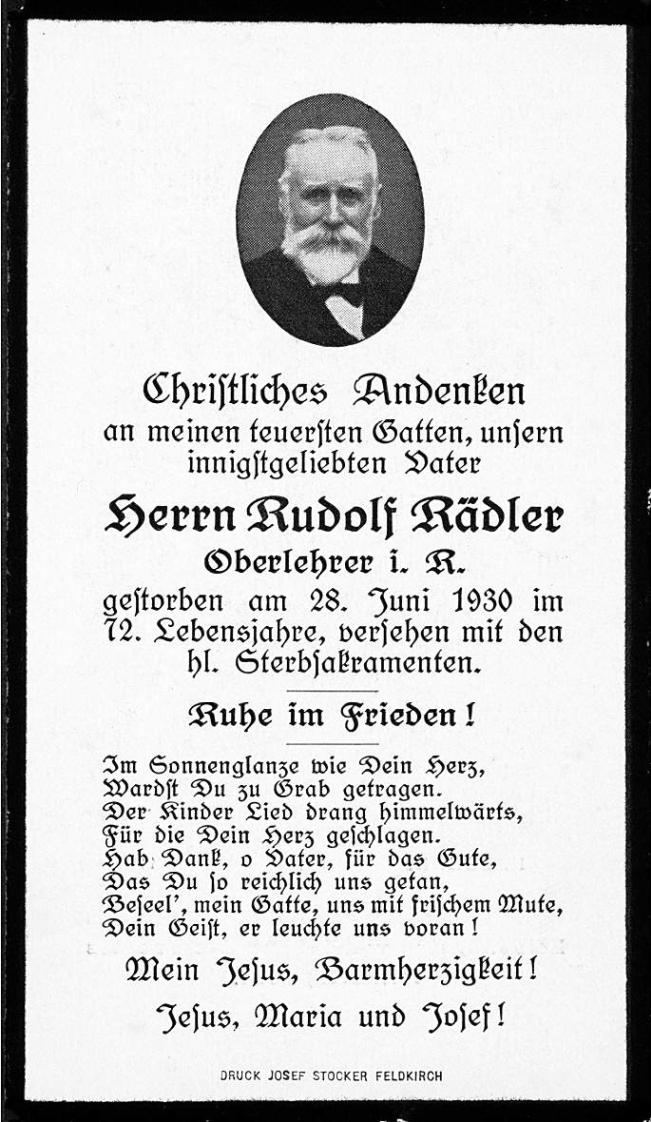 Christliches Andenken
an meinen teuersten Gatten, unsern
innigstgeliebten Vater
Herrn Rudolf Rädler
Oberlehrer i. R.
gestorben am 28. Juni 1930 im
72. Lebensjahre, versehen mit den
hl. Sterbsakramenten.
Ruhe im Frieden!
Im Sonnenglanze wie Dein Herz,
Wardst Du zu Grab getragen.
Der Kinder Lied drang himmelwärts,
Für die Dein Herz geschlagen.
Hab Dank, o Vater, für das Gute,
Das Du so reichlich uns getan,
Beseel', mein Gatte, uns mit frischem Mute,
Dein Geist, er leuchte uns voran!
Mein Jesus, Barmherzigkeit!
Jesus, Maria und Josef!
DRUCK JOSEF STOCKER FELDKIRCH